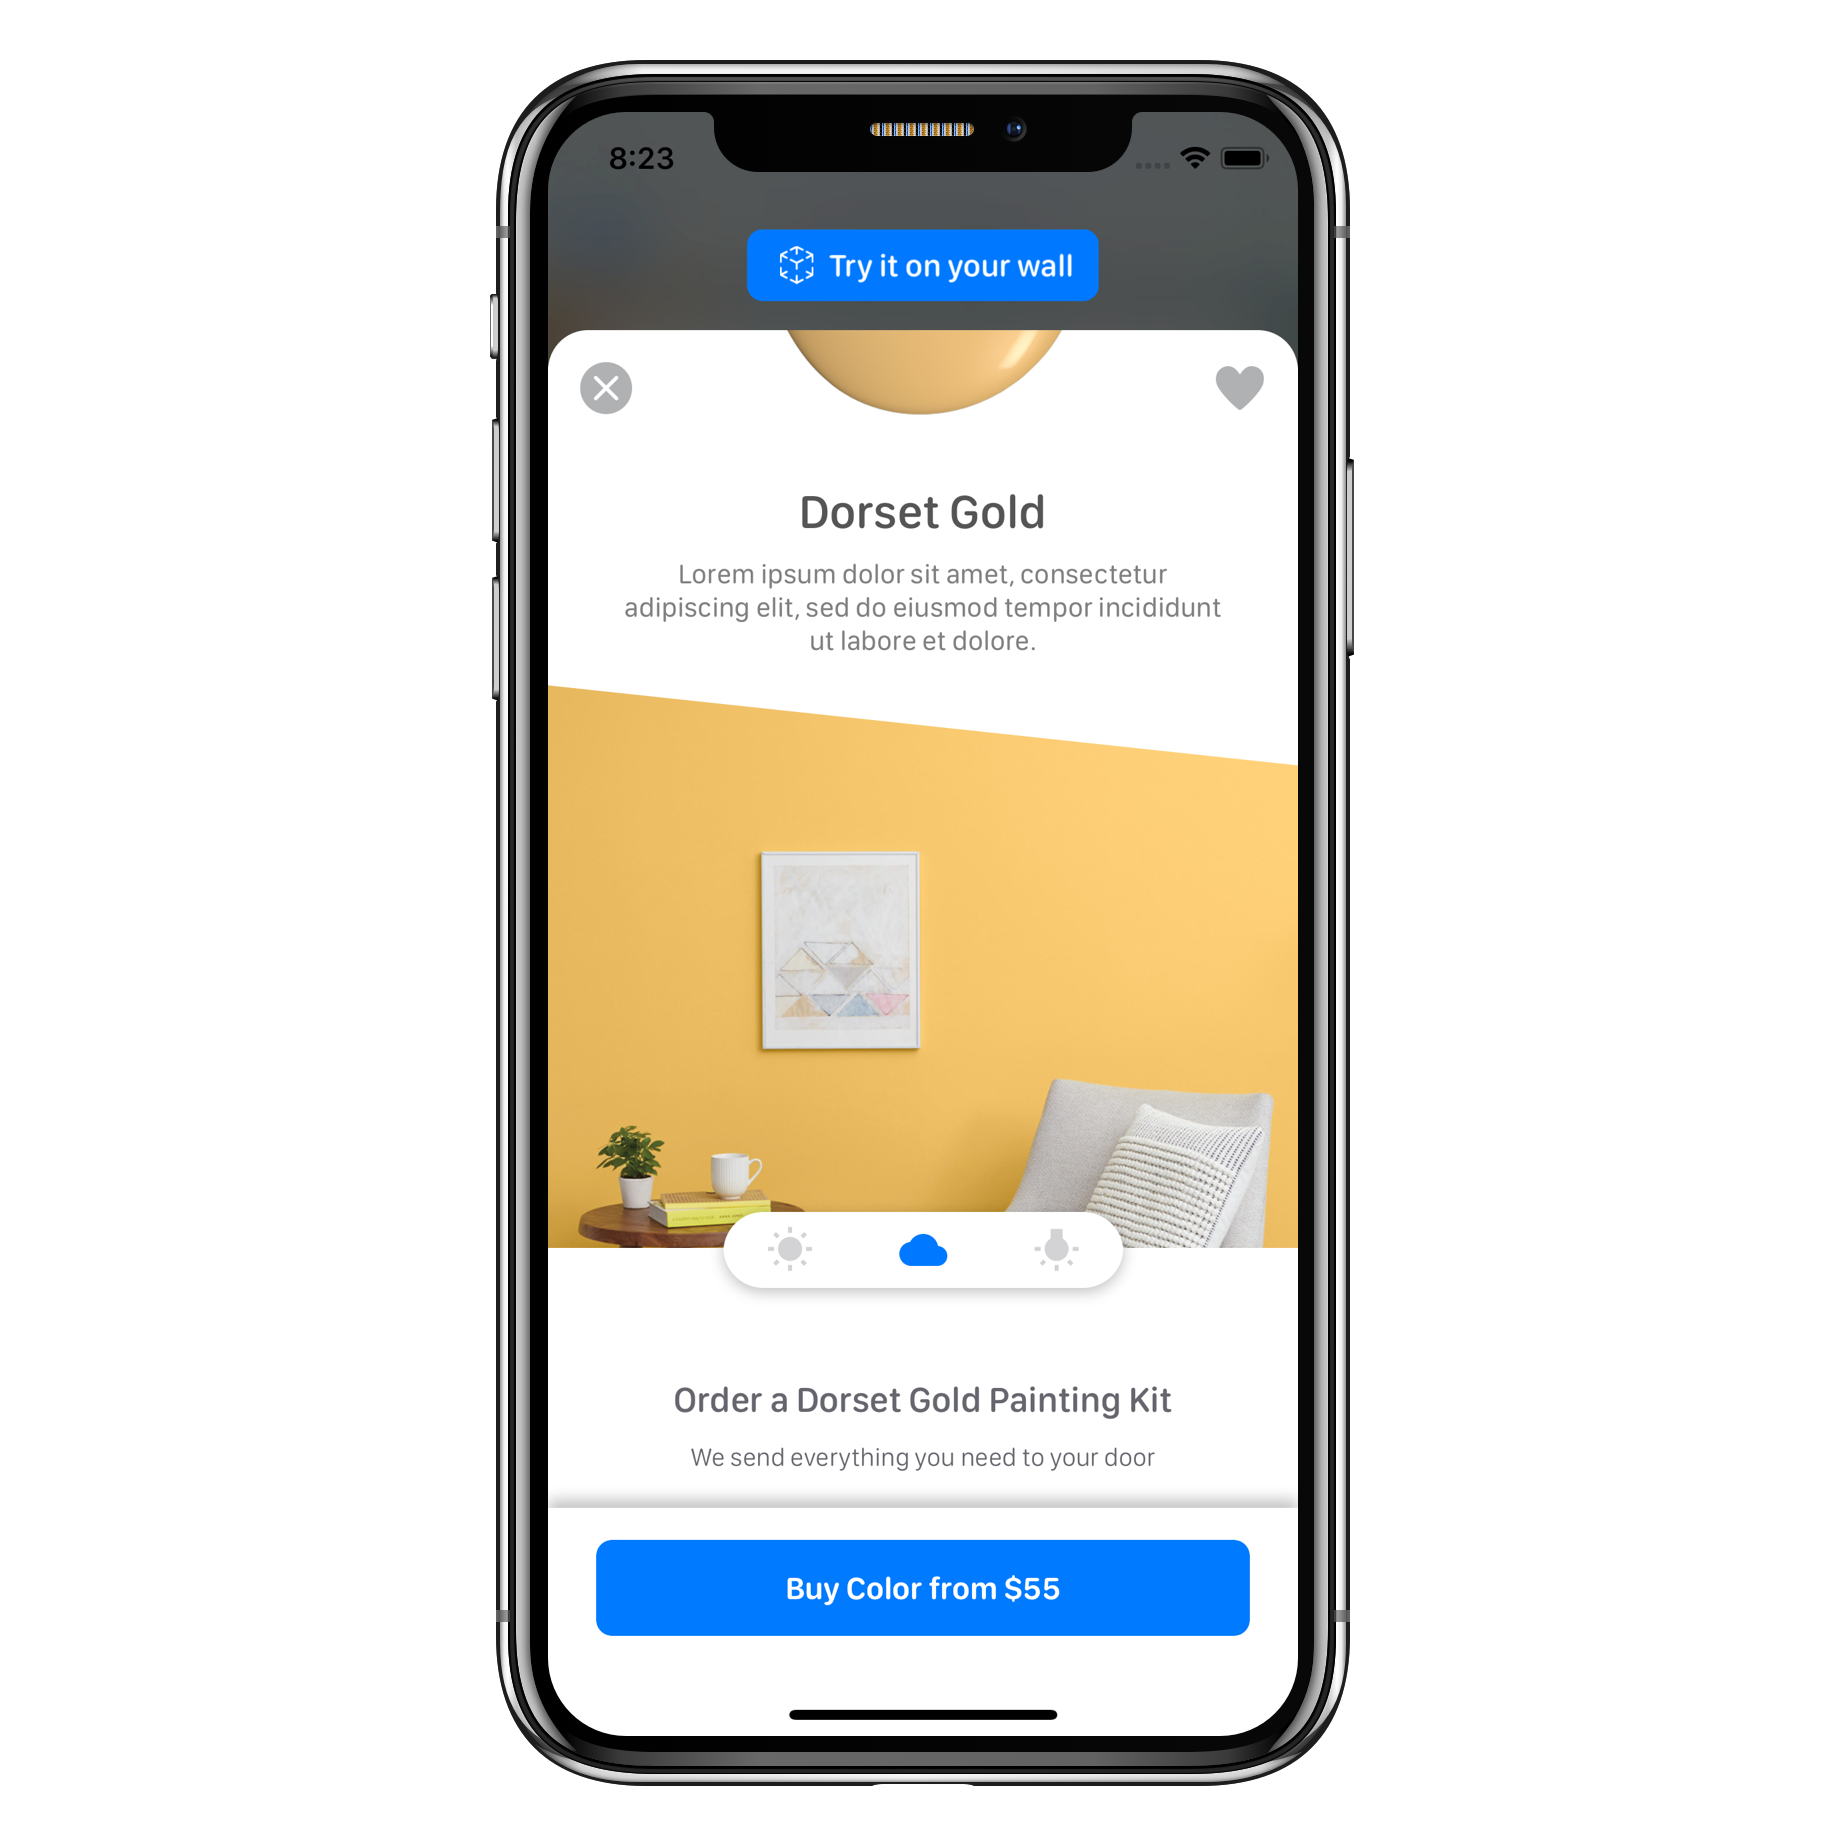 8:23
Try it on your wall
Dorset Gold
Lorem ipsum dolor sit amet, consectetur
adipiscing elit, sed do eiusmod tempor incididunt
ut labore et dolore.
Order a Dorset Gold Painting Kit
We send everything you need to your door
Buy Color from $55